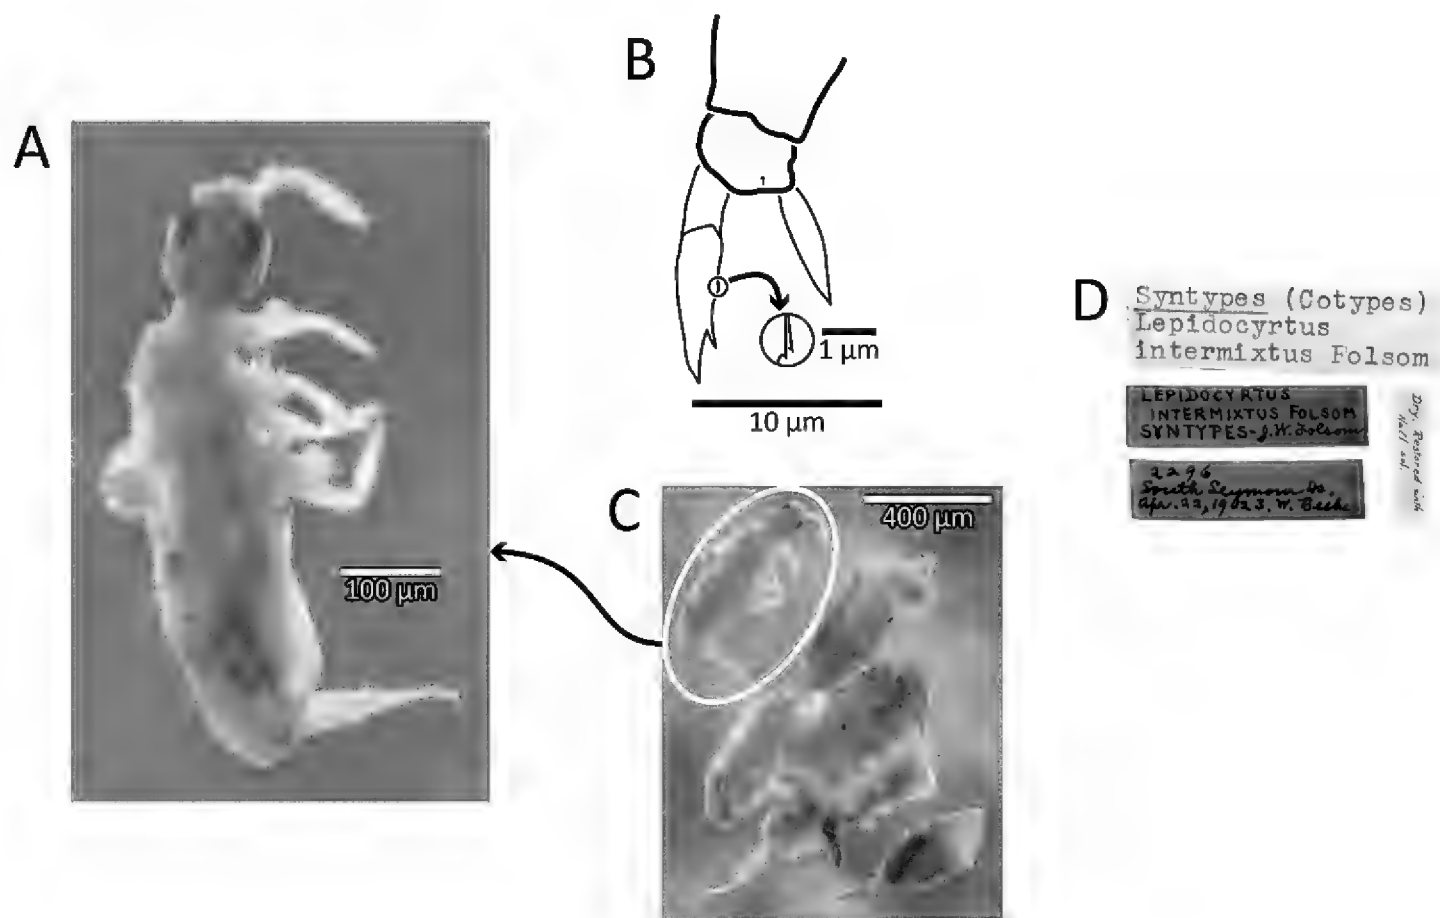 A
B
1 µm
10 µm
100 µm
C
400 µm
D
Syntypes (Cotypes)
Lepidocyrtus
intermixtus Folsom
LEPIDOCYRTUS
INTERMIXTUS FOLSOM
SYNTYPES-J.W. Folsom
2296
South Seymour Is.
Apr. 22, 1923. W. Beebe
Dry. Restored with